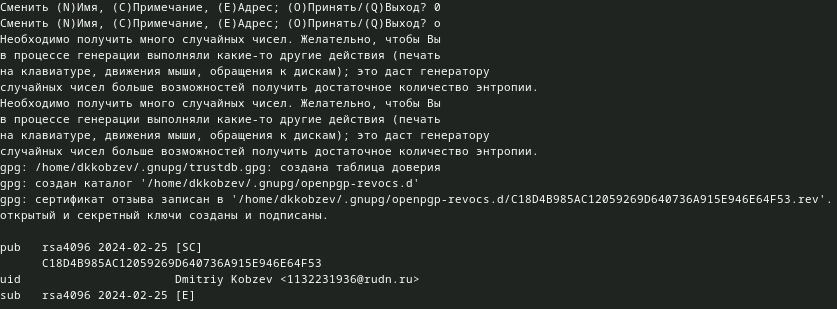 Сменить (N)Имя, (C)Примечание, (E)Адрес; (O)Принять/(Q)Выход? 0
Сменить (N)Имя, (C)Примечание, (E)Адрес; (O)Принять/(Q)Выход? o
Необходимо получить много случайных чисел. Желательно, чтобы Вы
в процессе генерации выполняли какие-то другие действия (печать
на клавиатуре, движения мыши, обращения к дискам); это даст генератору
случайных чисел больше возможностей получить достаточное количество энтропии.
Необходимо получить много случайных чисел. Желательно, чтобы Вы
в процессе генерации выполняли какие-то другие действия (печать
на клавиатуре, движения мыши, обращения к дискам); это даст генератору
случайных чисел больше возможностей получить достаточное количество энтропии.
gpg: /home/dkkobzev/.gnupg/trustdb.gpg: создана таблица доверия
gpg: создан каталог '/home/dkkobzev/.gnupg/openpgp-revocs.d'
gpg: сертификат отзыва записан в '/home/dkkobzev/.gnupg/openpgp-revocs.d/C18D4B985AC12059269D640736A915E946E64F53.rev'.
открытый и секретный ключи созданы и подписаны.
pub   rsa4096 2024-02-25 [SC]
      C18D4B985AC12059269D640736A915E946E64F53
uid                      Dmitriy Kobzev <1132231936@rudn.ru>
sub   rsa4096 2024-02-25 [E]